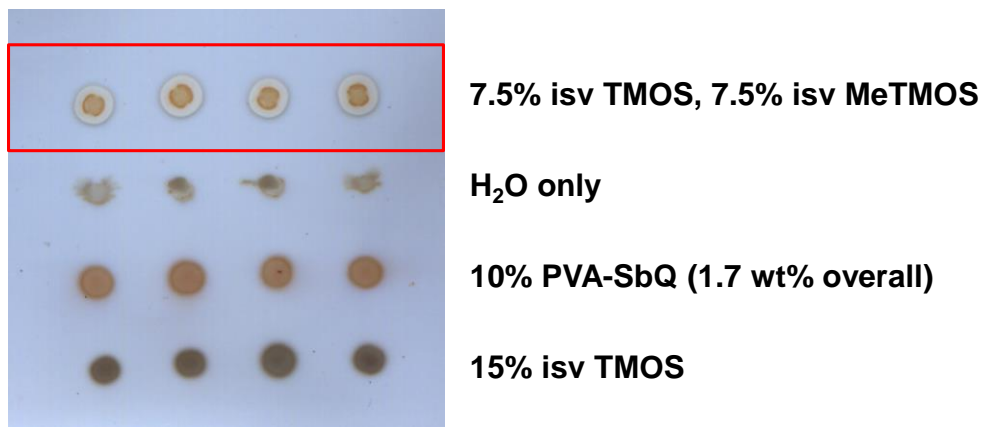 7.5% isv TMOS, 7.5% isv MeTMOS
H₂O only
10% PVA-SbQ (1.7 wt% overall)
15% isv TMOS